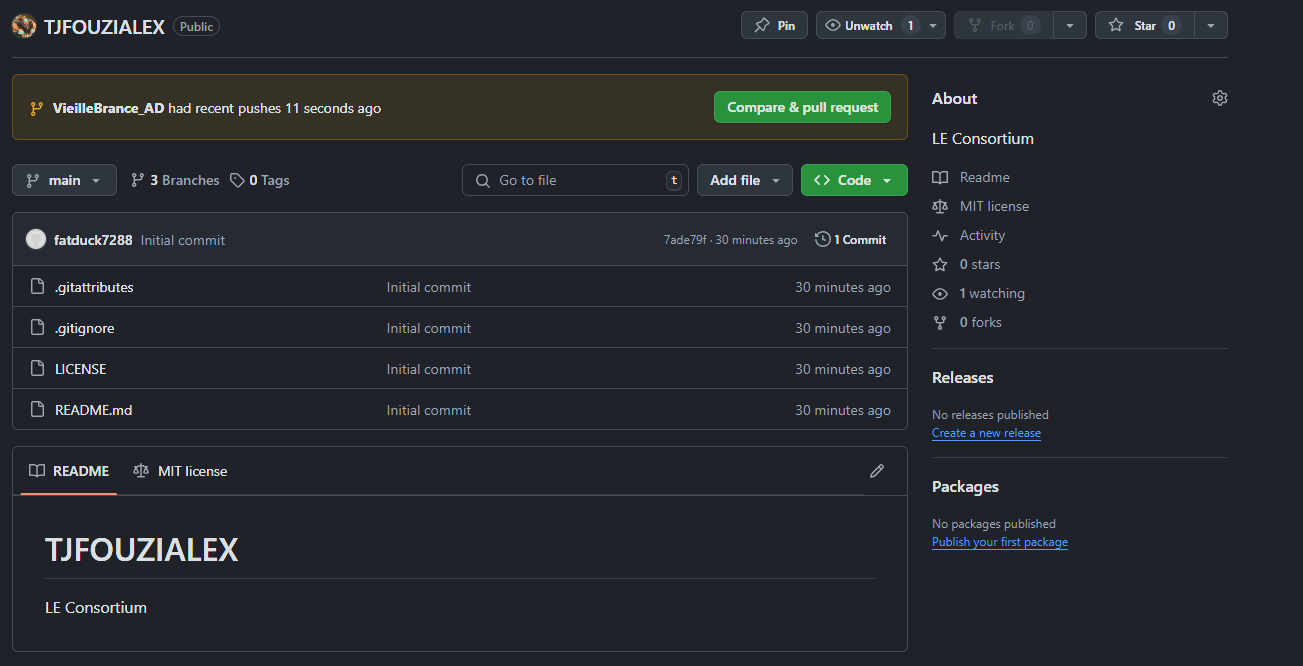 TJFOUZIALEX Public Pin Unwatch 1 Fork 0 Star 0
VieilleBrance_AD had recent pushes 11 seconds ago Compare & pull request
main 3 Branches 0 Tags Go to file t Add file <> Code
fatduck7288 Initial commit 7ade79f · 30 minutes ago 1 Commit
.gitattributes Initial commit 30 minutes ago
.gitignore Initial commit 30 minutes ago
LICENSE Initial commit 30 minutes ago
README.md Initial commit 30 minutes ago
README MIT license
TJFOUZIALEX
LE Consortium
About
LE Consortium
Readme
MIT license
Activity
0 stars
1 watching
0 forks
Releases
No releases published
Create a new release
Packages
No packages published
Publish your first package